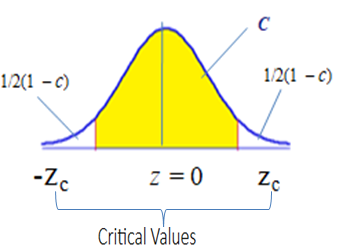 C
1/2(1 – c)
1/2(1 – c)
-Zc
z = 0
Zc
Critical Values